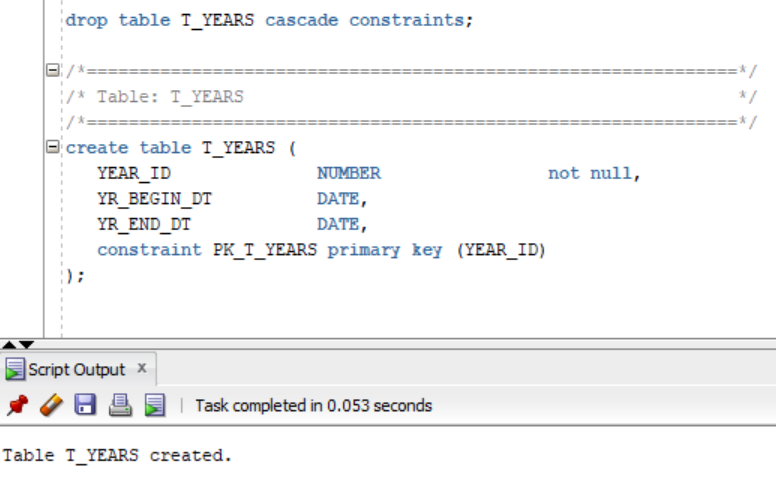 drop table T_YEARS cascade constraints;
/*==============================================================*/
/* Table: T_YEARS                                               */
/*==============================================================*/
create table T_YEARS (
   YEAR_ID              NUMBER                not null,
   YR_BEGIN_DT          DATE,
   YR_END_DT            DATE,
   constraint PK_T_YEARS primary key (YEAR_ID)
);
Script Output x
Task completed in 0.053 seconds
Table T_YEARS created.